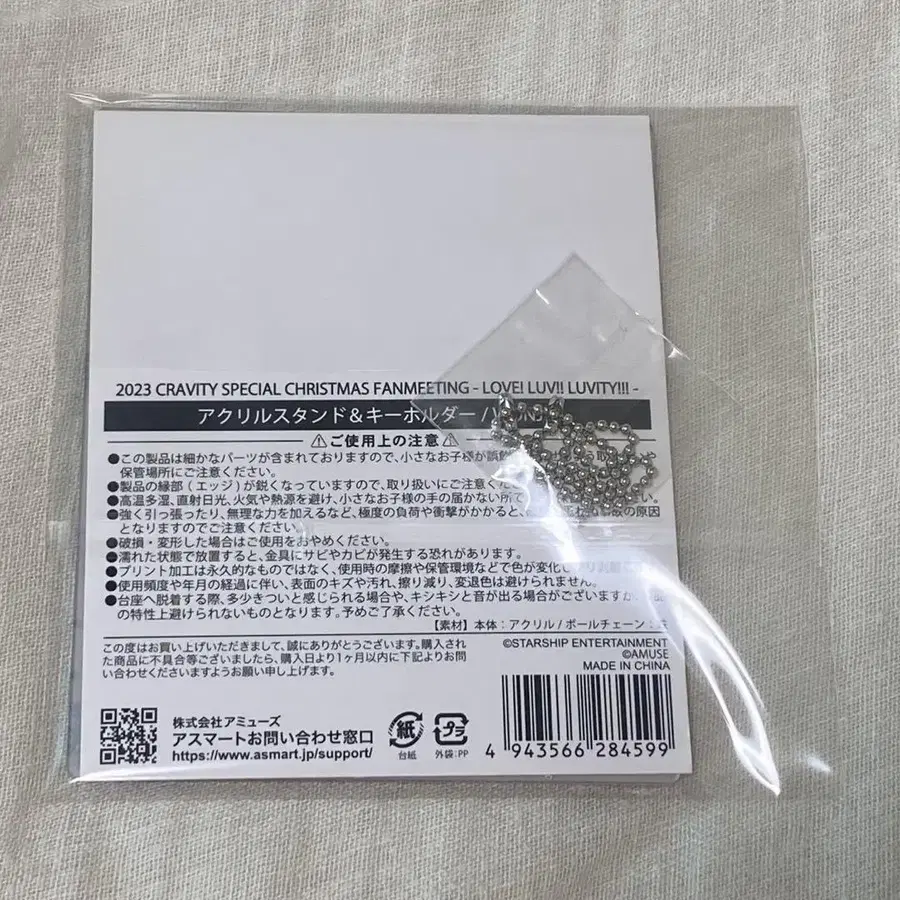 2023 CRAVITY SPECIAL CHRISTMAS FANMEETING - LOVE! LUV!! LUVITY!!! -
アクリルスタンド&キーホルダー /
⚠ご使用上の注意⚠
●この製品は細かなパーツが含まれておりますので、小さなお子様が誤飲
保管場所にご注意ください。
●製品の縁部(エッジ)が鋭くなっていますので、取り扱いにご注意くださ
●高温多湿、直射日光、火気や熱源を避け、小さなお子様の手の届かない所で
●強く引っ張ったり、無理な力を加えるなど、極度の負荷や衝撃がかかると、 の原因
となりますのでご注意ください。
●破損・変形した場合はご使用をおやめください。
●濡れた状態で放置すると、金具にサビやカビが発生する恐れがあります。
●プリント加工は永久的なものではなく、使用時の摩擦や保管環境などで色が変化し
●使用頻度や年月の経過に伴い、表面のキズや汚れ、擦り減り、変退色は避けられません。
●台座へ脱着する際、多少きついと感じられる場合や、キシキシと音が出る場合がございますが、
の特性上避けられないものとなります。予めご了承ください。
【素材】本体:アクリル / ボールチェーン:
この度はお買い上げいただきまして、誠にありがとうございます。購入され
た商品に不具合等ございましたら、購入日より1ヶ月以内に下記よりお問
い合わせくださいますようお願い申し上げます。
©STARSHIP ENTERTAINMENT
©AMUSE
MADE IN CHINA
株式会社アミューズ
アスマートお問い合わせ窓口
https://www.asmart.jp/support/
紙
台紙
プラ
外袋:PP
4 943566 284599